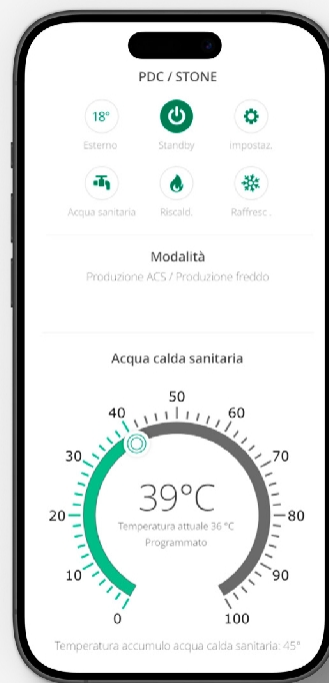 PDC / STONE
18°
Esterno Standby Impostaz.
Acqua sanitaria Riscald. Raffresc.
Modalità
Produzione ACS / Produzione freddo
Acqua calda sanitaria
50
40 60
30 70
39°C
Temperatura attuale 36 °C
20 80
Programmato
10 90
0 100
Temperatura accumulo acqua calda sanitaria: 45°